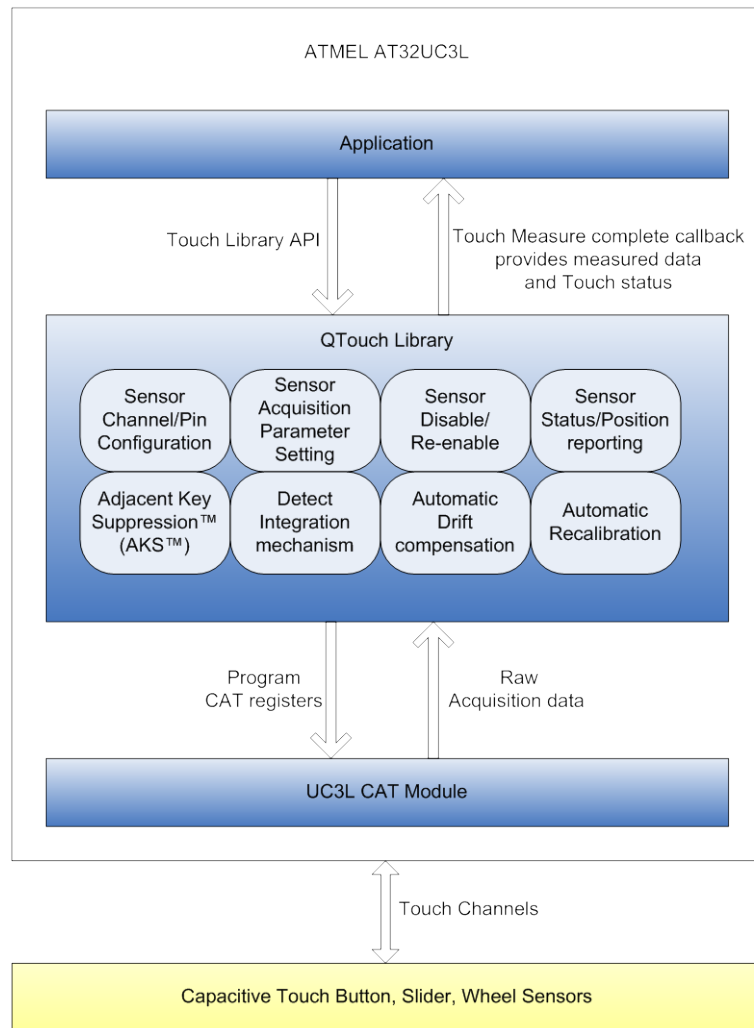 ATMEL AT32UC3L
Application
Touch Library API
Touch Measure complete callback
provides measured data
and Touch status
QTouch Library
Sensor
Channel/Pin
Configuration
Sensor
Acquisition
Parameter
Setting
Sensor
Disable/
Re-enable
Sensor
Status/Position
reporting
Adjacent Key
Suppression™
(AKS™)
Detect
Integration
mechanism
Automatic
Drift
compensation
Automatic
Recalibration
Program
CAT registers
Raw
Acquisition data
UC3L CAT Module
Touch Channels
Capacitive Touch Button, Slider, Wheel Sensors